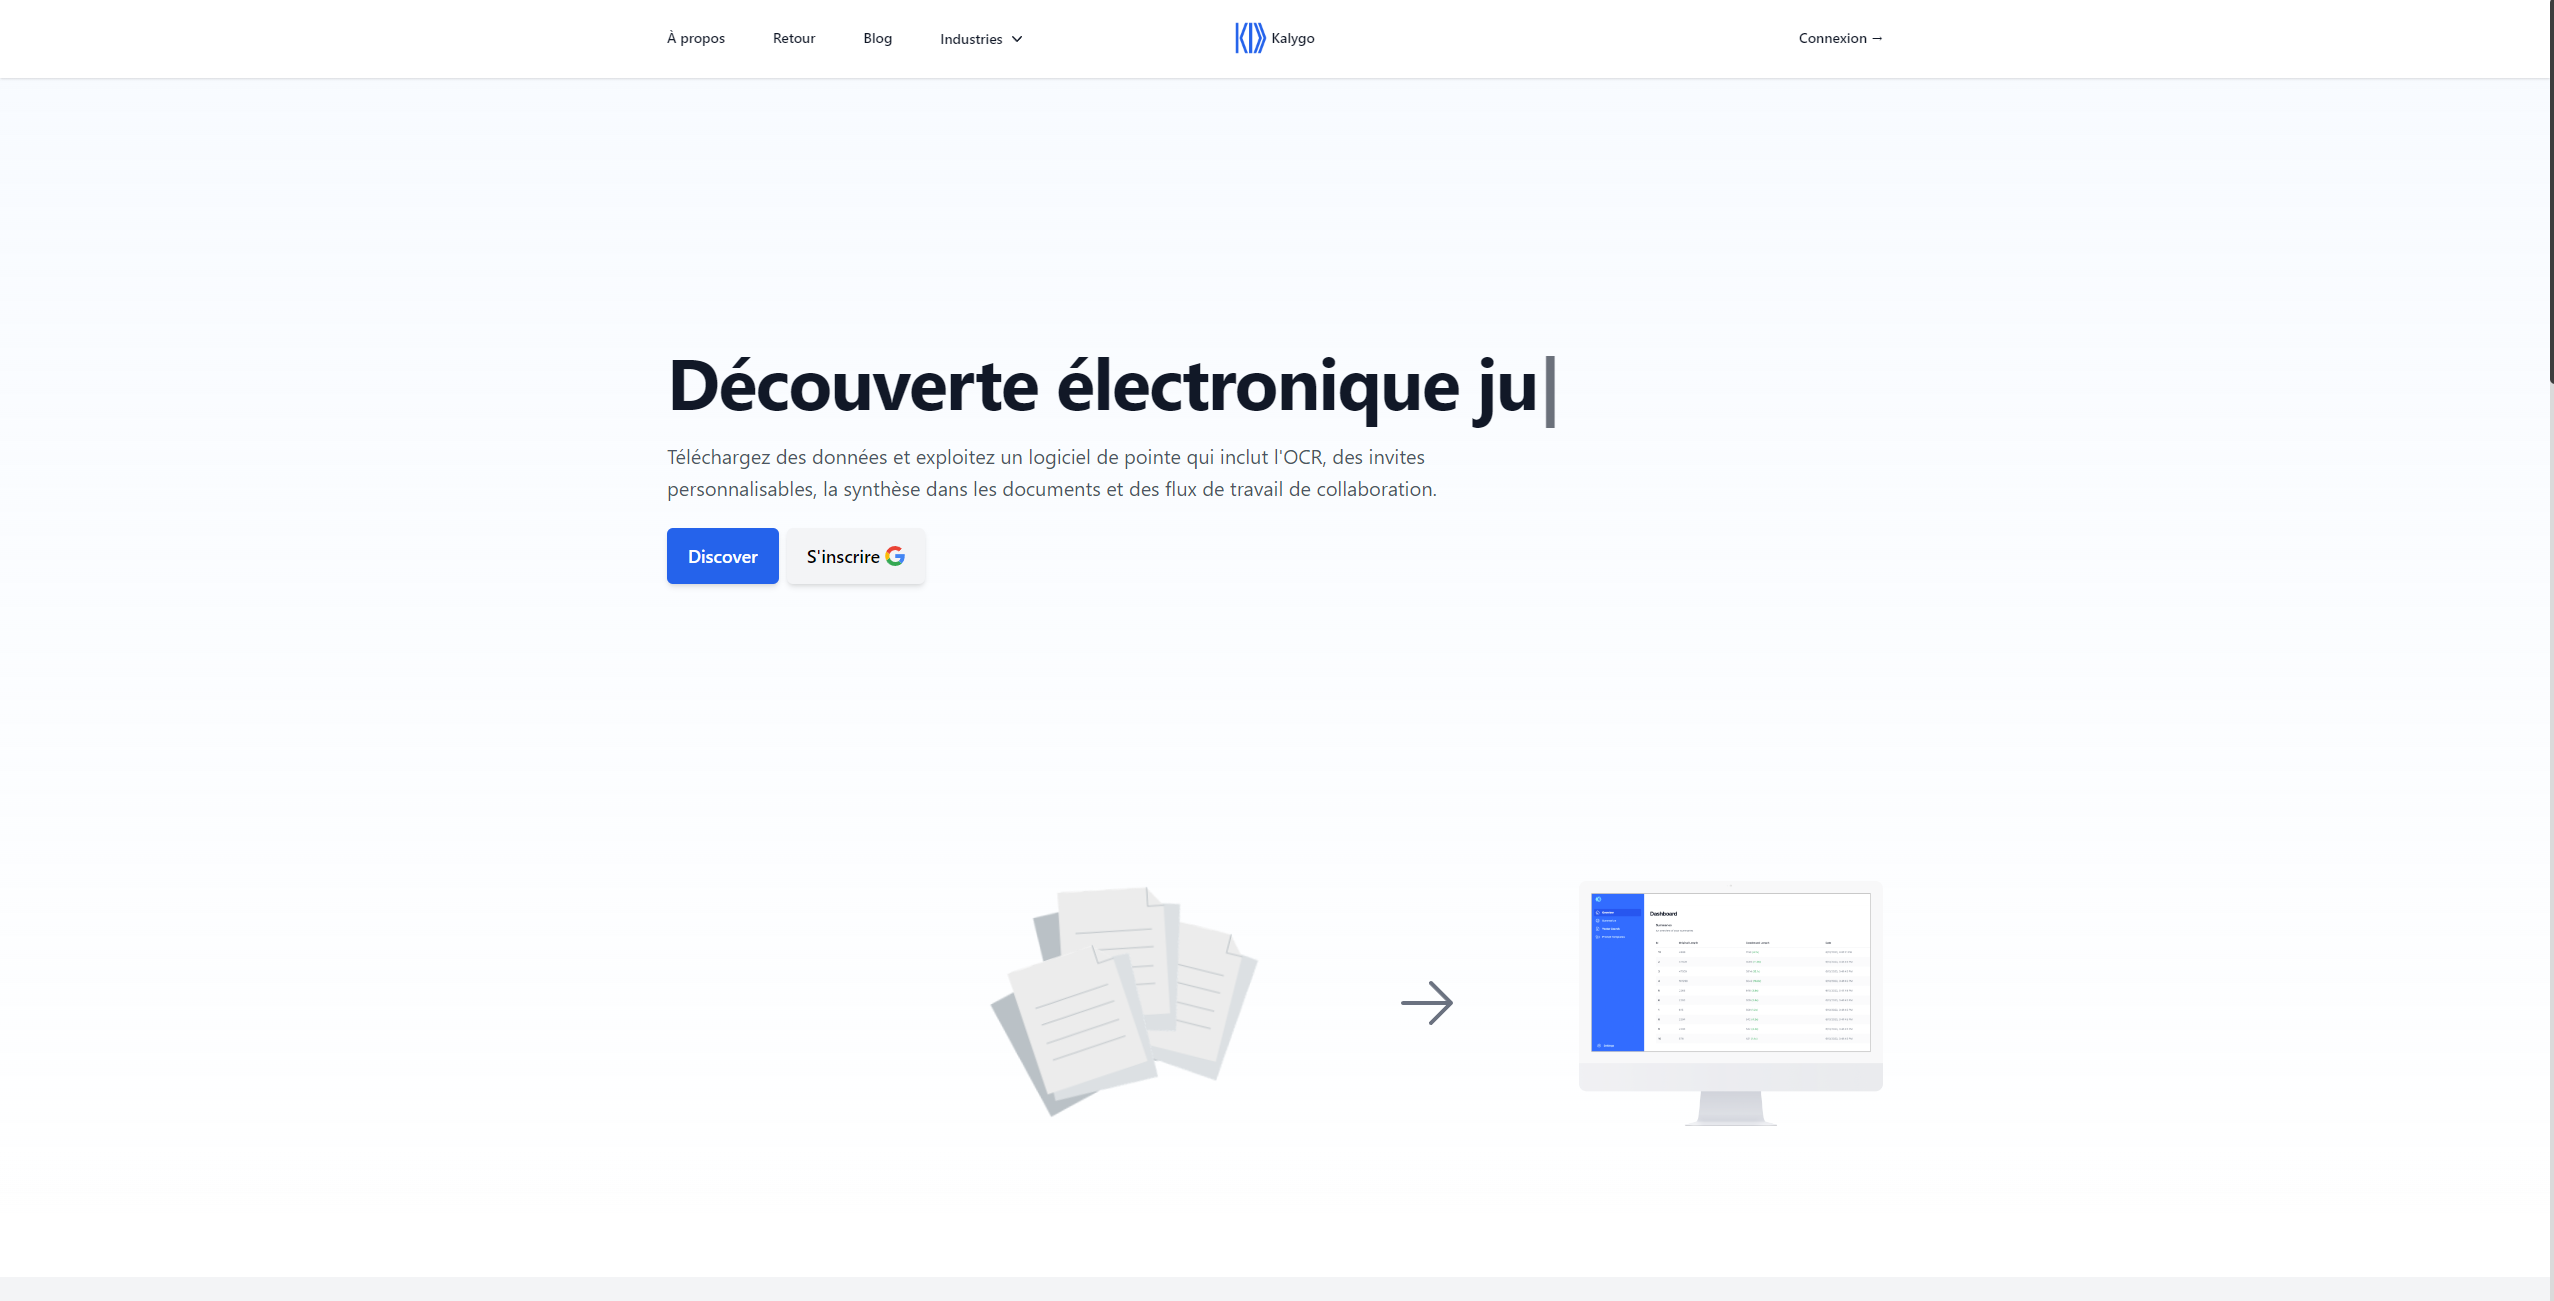 À propos
Retour
Blog
Industries
Kalygo
Connexion →
Découverte électronique ju
Téléchargez des données et exploitez un logiciel de pointe qui inclut l'OCR, des invites
personnalisables, la synthèse dans les documents et des flux de travail de collaboration.
Discover
S'inscrire
Dashboard